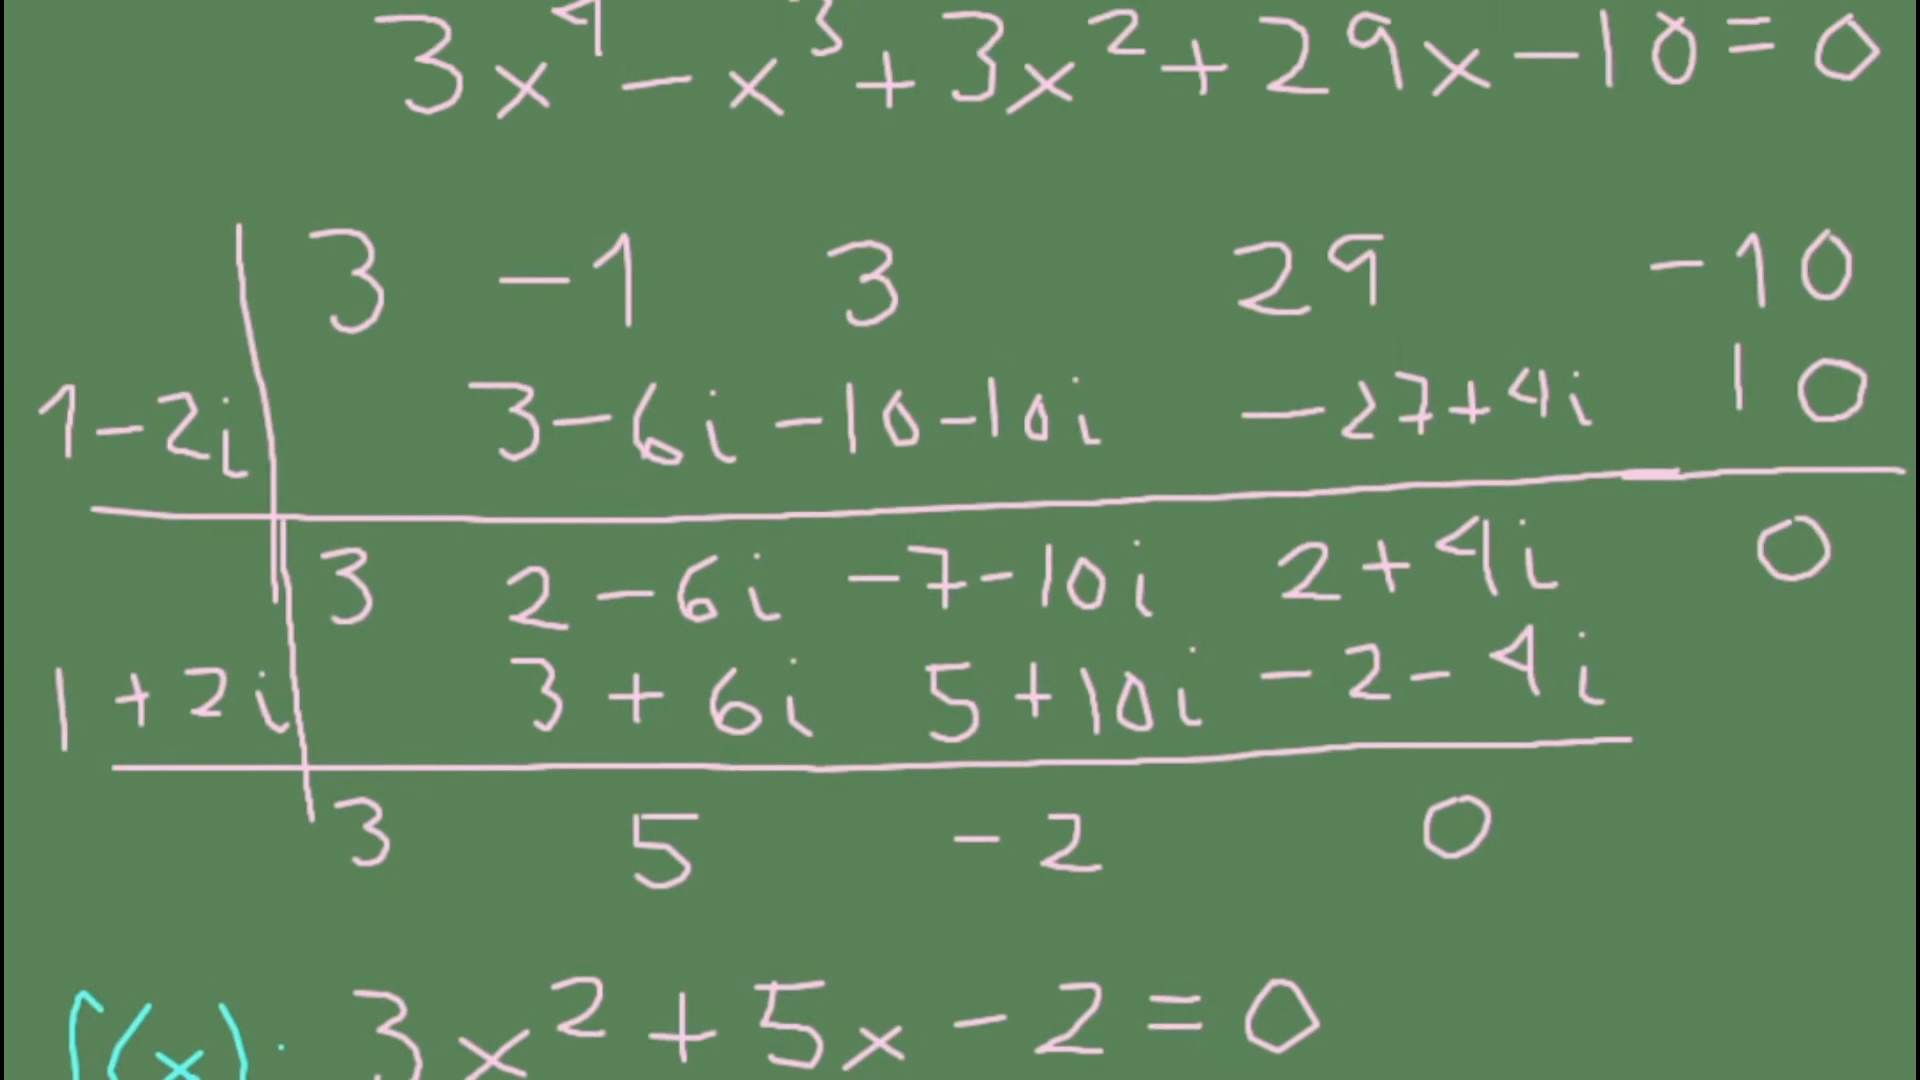 3x⁴ - x³ + 3x² + 29x - 10 = 0
3 -1 3 29 -10
1-2i 3-6i -10-10i -27+4i 10
3 2-6i -7-10i 2+4i 0
1+2i 3+6i 5+10i -2-4i
3 5 -2 0
f(x). 3x² + 5x - 2 = 0